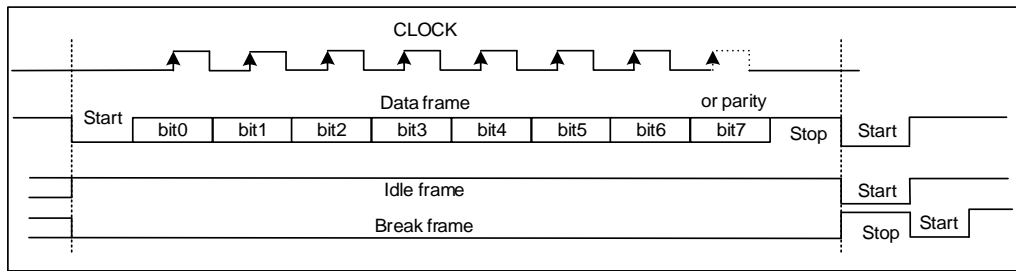 CLOCK
Data frame
or parity
Start
bit0
bit1
bit2
bit3
bit4
bit5
bit6
bit7
Stop
Start
Idle frame
Start
Break frame
Stop
Start